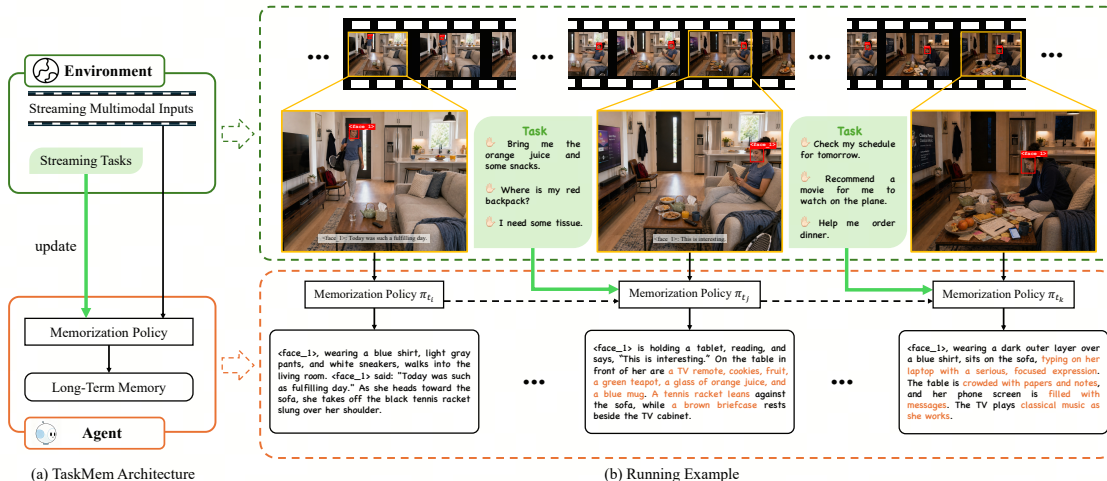 Environment
Streaming Multimodal Inputs
Streaming Tasks
update
Memorization Policy
Long-Term Memory
Agent
(a) TaskMem Architecture
<face_1>
<face_1>: Today was such a fulfilling day.
Task
Bring me the
orange juice and
some snacks.
Where is my red
backpack?
I need some tissue.
<face_1>
<face_1>: This is interesting.
Task
Check my schedule
for tomorrow.
Recommend a
movie for me to
watch on the plane.
Help me order
dinner.
<face_1>
Memorization Policy π_{t_i}
Memorization Policy π_{t_j}
Memorization Policy π_{t_k}
<face_1>, wearing a blue shirt, light gray
pants, and white sneakers, walks into the
living room. <face_1> said: "Today was such
as fulfilling day." As she heads toward the
sofa, she takes off the black tennis racket
slung over her shoulder.
<face_1> is holding a tablet, reading, and
says, "This is interesting." On the table in
front of her are a TV remote, cookies, fruit,
a green teapot, a glass of orange juice, and
a blue mug. A tennis racket leans against
the sofa, while a brown briefcase rests
beside the TV cabinet.
<face_1>, wearing a dark outer layer over
a blue shirt, sits on the sofa, typing on her
laptop with a serious, focused expression.
The table is crowded with papers and notes,
and her phone screen is filled with
messages. The TV plays classical music as
she works.
(b) Running Example